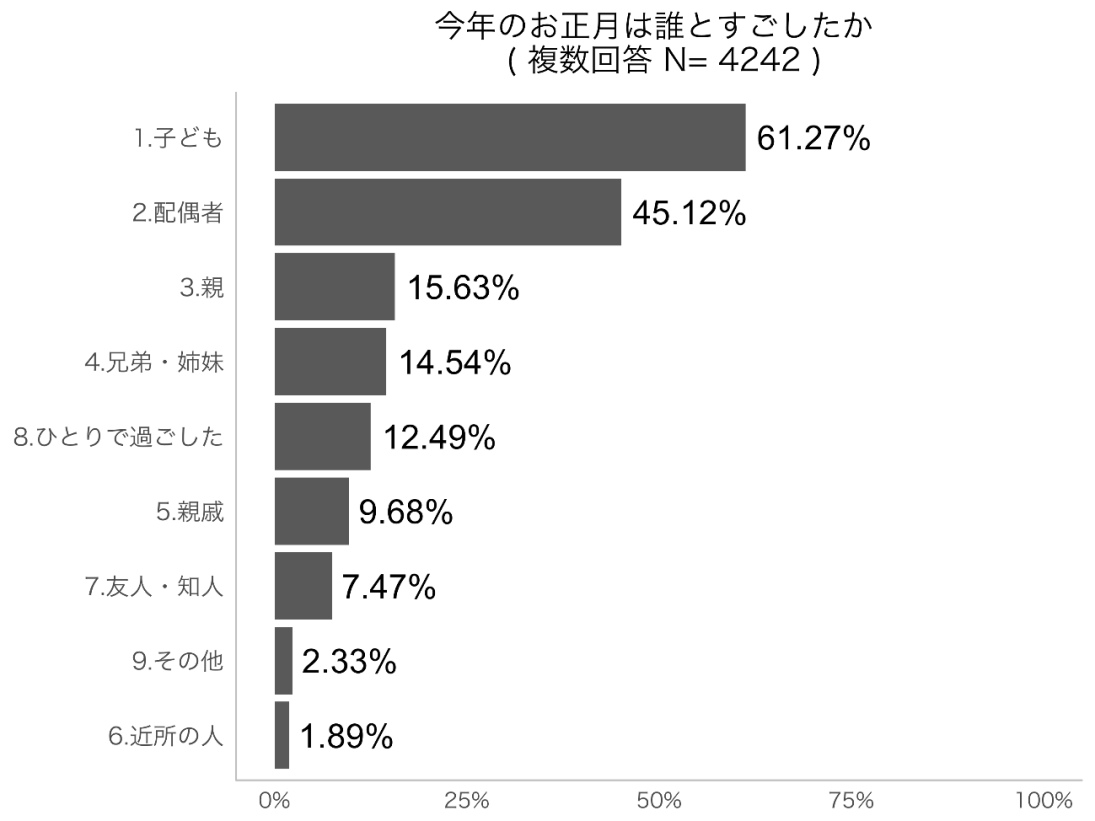 今年のお正月は誰とすごしたか
( 複数回答 N= 4242 )
1.子ども 61.27%
2.配偶者 45.12%
3.親 15.63%
4.兄弟・姉妹 14.54%
8.ひとりで過ごした 12.49%
5.親戚 9.68%
7.友人・知人 7.47%
9.その他 2.33%
6.近所の人 1.89%
0% 25% 50% 75% 100%